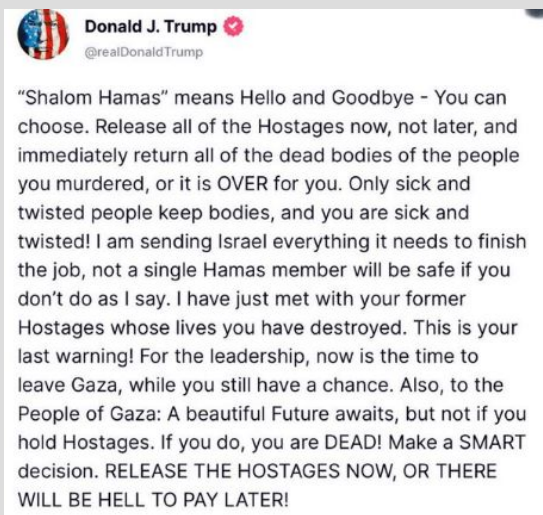 Donald J. Trump
@realDonaldTrump
“Shalom Hamas” means Hello and Goodbye - You can
choose. Release all of the Hostages now, not later, and
immediately return all of the dead bodies of the people
you murdered, or it is OVER for you. Only sick and
twisted people keep bodies, and you are sick and
twisted! I am sending Israel everything it needs to finish
the job, not a single Hamas member will be safe if you
don’t do as I say. I have just met with your former
Hostages whose lives you have destroyed. This is your
last warning! For the leadership, now is the time to
leave Gaza, while you still have a chance. Also, to the
People of Gaza: A beautiful Future awaits, but not if you
hold Hostages. If you do, you are DEAD! Make a SMART
decision. RELEASE THE HOSTAGES NOW, OR THERE
WILL BE HELL TO PAY LATER!